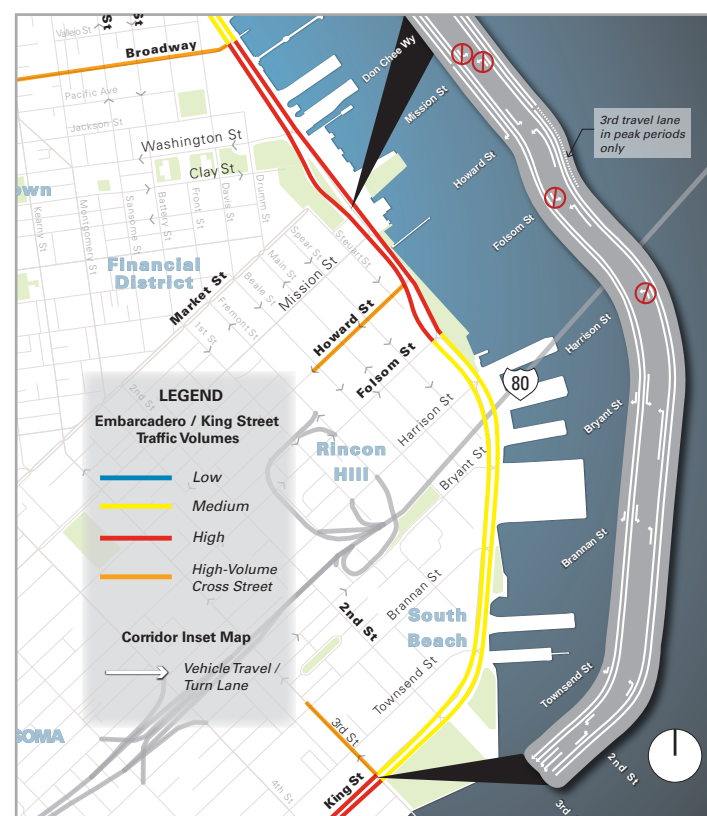 Vallejo St
St
St
Broadway
Pacific Ave
Jackson St
Washington St
Clay St
own
Kearny St
Montgomery St
Sansome St
Battery St
Front St
Davis St
Drumm St
Financial
District
Market St
Spear St
Steuart St
Main St
Mission St
Beale St
Fremont St
1st St
2nd St
Howard St
Folsom St
Harrison St
Rincon
Hill
Bryant St
80
Brannan St
2nd St
South
Beach
Townsend St
3rd St
King St
4th St
SOMA
LEGEND
Embarcadero / King Street
Traffic Volumes
Low
Medium
High
High-Volume
Cross Street
Corridor Inset Map
Vehicle Travel /
Turn Lane
Don Chee Wy
Mission St
Howard St
Folsom St
Harrison St
Bryant St
Brannan St
Townsend St
2nd St
3rd
3rd travel lane
in peak periods
only